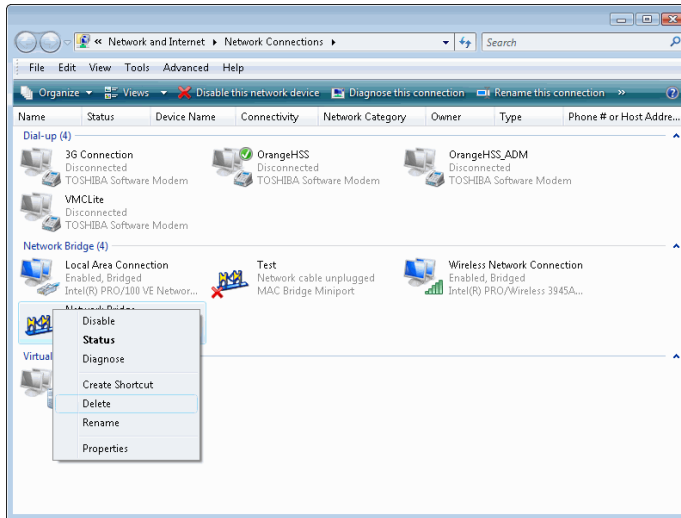 « Network and Internet ▸ Network Connections ▸
Search
File Edit View Tools Advanced Help
Organize Views Disable this network device Diagnose this connection Rename this connection »
Name Status Device Name Connectivity Network Category Owner Type Phone # or Host Addre...
Dial-up (4)
3G Connection
Disconnected
TOSHIBA Software Modem
OrangeHSS
Disconnected
TOSHIBA Software Modem
OrangeHSS_ADM
Disconnected
TOSHIBA Software Modem
VMCLite
Disconnected
TOSHIBA Software Modem
Network Bridge (4)
Local Area Connection
Enabled, Bridged
Intel(R) PRO/100 VE Networ...
Test
Network cable unplugged
MAC Bridge Miniport
Wireless Network Connection
Enabled, Bridged
Intel(R) PRO/Wireless 3945A...
Network Bridge
Virtual
Disable
Status
Diagnose
Create Shortcut
Delete
Rename
Properties